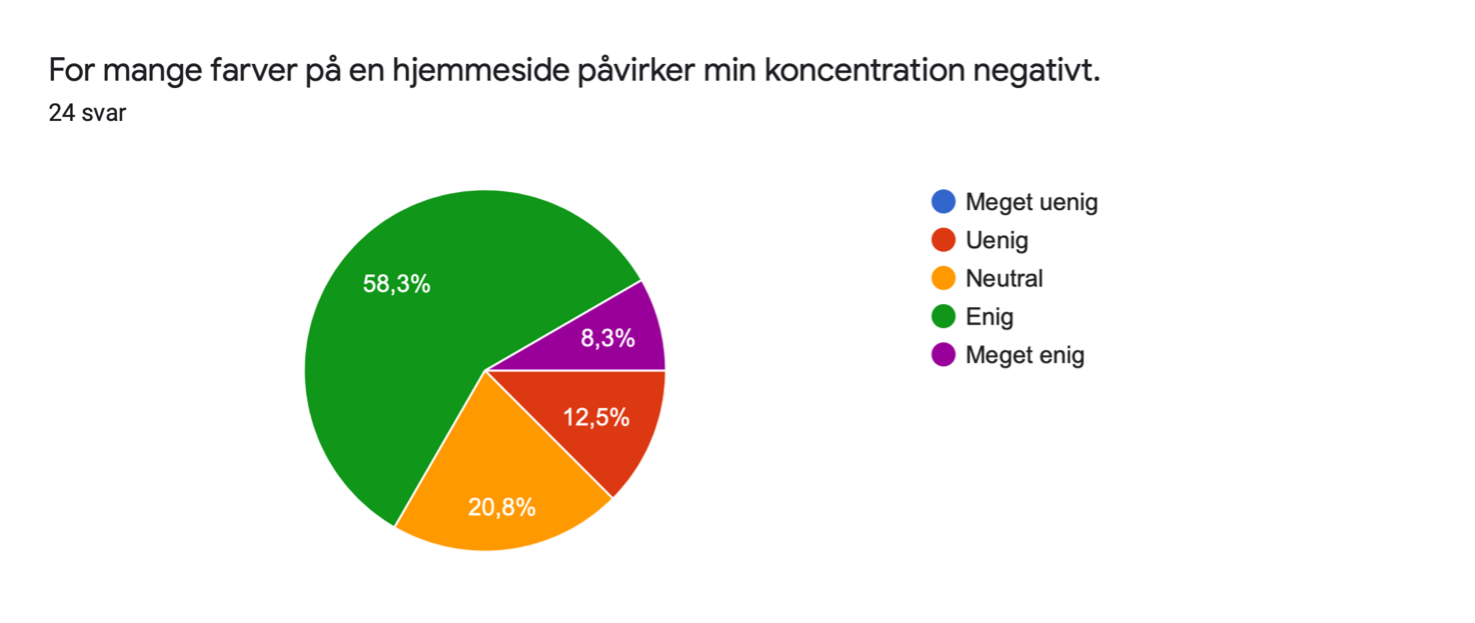 For mange farver på en hjemmeside påvirker min koncentration negativt.
24 svar
58,3%
8,3%
12,5%
20,8%
Meget uenig
Uenig
Neutral
Enig
Meget enig